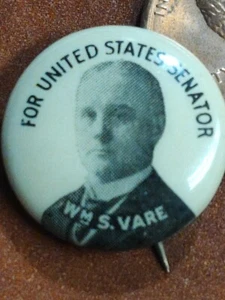 FOR UNITED STATES SENATOR
WM S. VARE